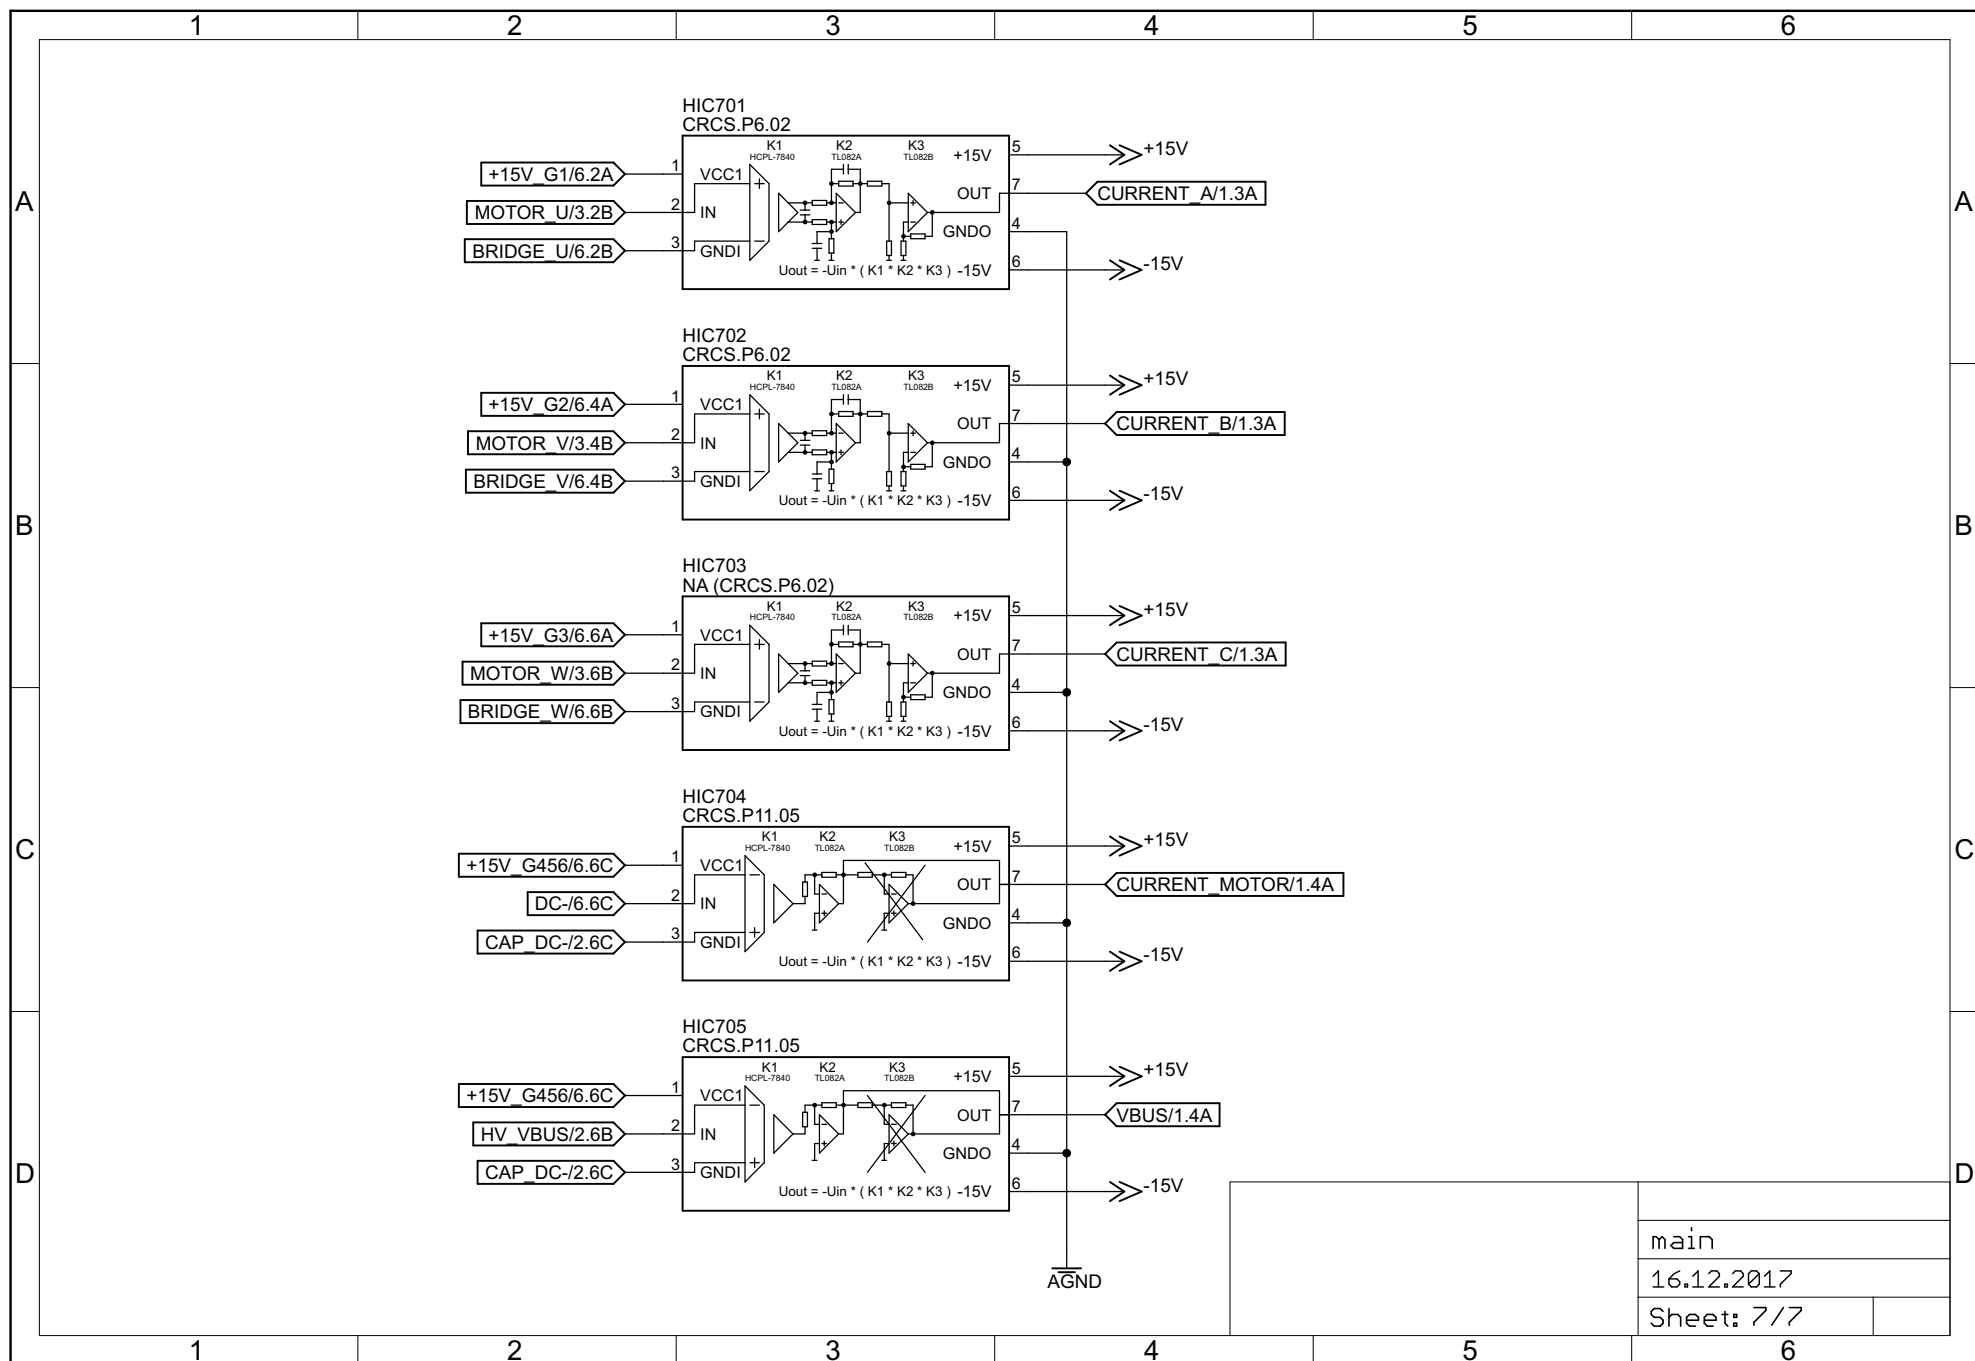 1 2 3 4 5 6
A A
HIC701
CRCS.P6.02
K1 K2 K3
HCPL-7840 TL082A TL082B
+15V_G1/6.2A 1 VCC1 +15V 5 +15V
MOTOR_U/3.2B 2 IN OUT 7 CURRENT_A/1.3A
BRIDGE_U/6.2B 3 GNDI GNDO 4
Uout = -Uin * ( K1 * K2 * K3 ) -15V 6 -15V
HIC702
CRCS.P6.02
K1 K2 K3
HCPL-7840 TL082A TL082B
+15V_G2/6.4A 1 VCC1 +15V 5 +15V
MOTOR_V/3.4B 2 IN OUT 7 CURRENT_B/1.3A
BRIDGE_V/6.4B 3 GNDI GNDO 4
Uout = -Uin * ( K1 * K2 * K3 ) -15V 6 -15V
B B
HIC703
NA (CRCS.P6.02)
K1 K2 K3
HCPL-7840 TL082A TL082B
+15V_G3/6.6A 1 VCC1 +15V 5 +15V
MOTOR_W/3.6B 2 IN OUT 7 CURRENT_C/1.3A
BRIDGE_W/6.6B 3 GNDI GNDO 4
Uout = -Uin * ( K1 * K2 * K3 ) -15V 6 -15V
HIC704
CRCS.P11.05
K1 K2 K3
HCPL-7840 TL082A TL082B
C C
+15V_G456/6.6C 1 VCC1 +15V 5 +15V
DC-/6.6C 2 IN OUT 7 CURRENT_MOTOR/1.4A
CAP_DC-/2.6C 3 GNDI GNDO 4
Uout = -Uin * ( K1 * K2 * K3 ) -15V 6 -15V
HIC705
CRCS.P11.05
K1 K2 K3
HCPL-7840 TL082A TL082B
+15V_G456/6.6C 1 VCC1 +15V 5 +15V
HV_VBUS/2.6B 2 IN OUT 7 VBUS/1.4A
CAP_DC-/2.6C 3 GNDI GNDO 4
D D
Uout = -Uin * ( K1 * K2 * K3 ) -15V 6 -15V
AGND
main
16.12.2017
Sheet: 7/7
1 2 3 4 5 6